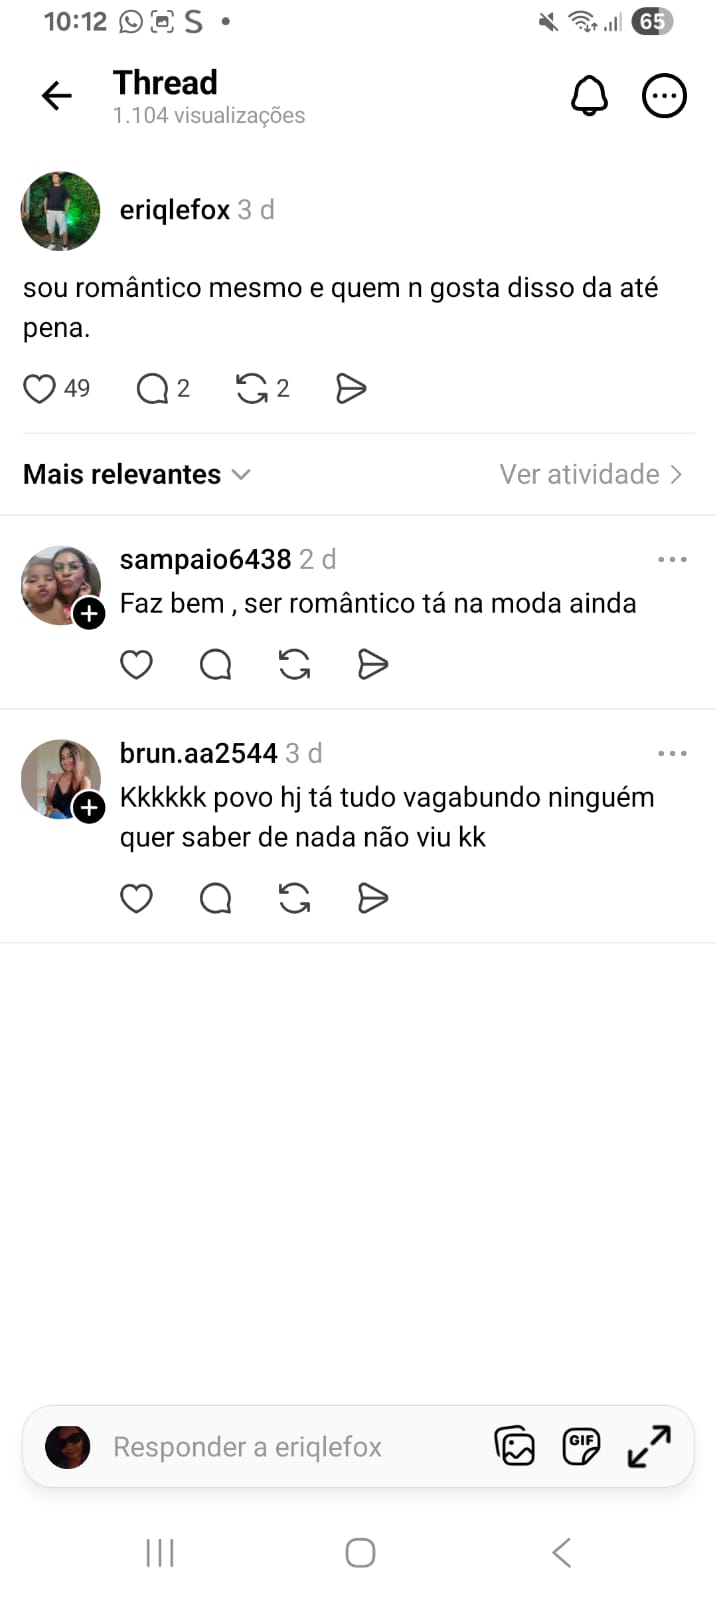 10:12 S
65
Thread
1.104 visualizações
eriqlefox 3 d
sou romântico mesmo e quem n gosta disso da até
pena.
49 2 2
Mais relevantes
Ver atividade
sampaio6438 2 d
Faz bem , ser romântico tá na moda ainda
brun.aa2544 3 d
Kkkkkk povo hj tá tudo vagabundo ninguém
quer saber de nada não viu kk
Responder a eriqlefox
GIF